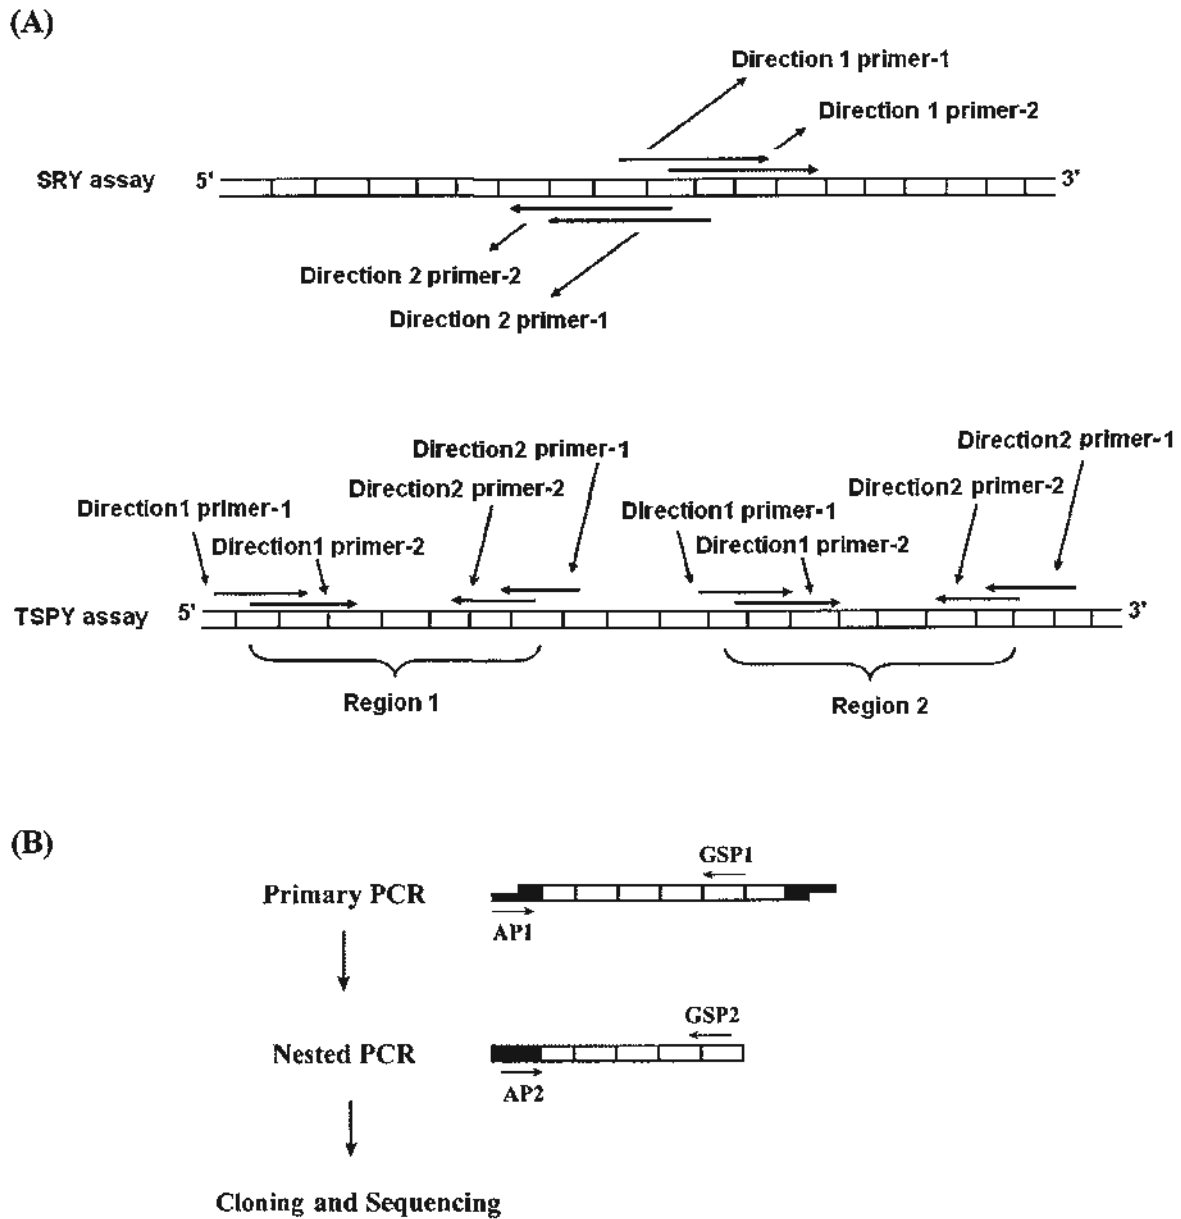 (A)
Direction 1 primer-1
Direction 1 primer-2
SRY assay 5' 3'
Direction 2 primer-2
Direction 2 primer-1
Direction2 primer-1
Direction2 primer-1
Direction2 primer-2
Direction2 primer-2
Direction1 primer-1
Direction1 primer-1
Direction1 primer-2
Direction1 primer-2
TSPY assay 5' 3'
Region 1
Region 2
(B)
GSP1
Primary PCR
AP1
GSP2
Nested PCR
AP2
Cloning and Sequencing